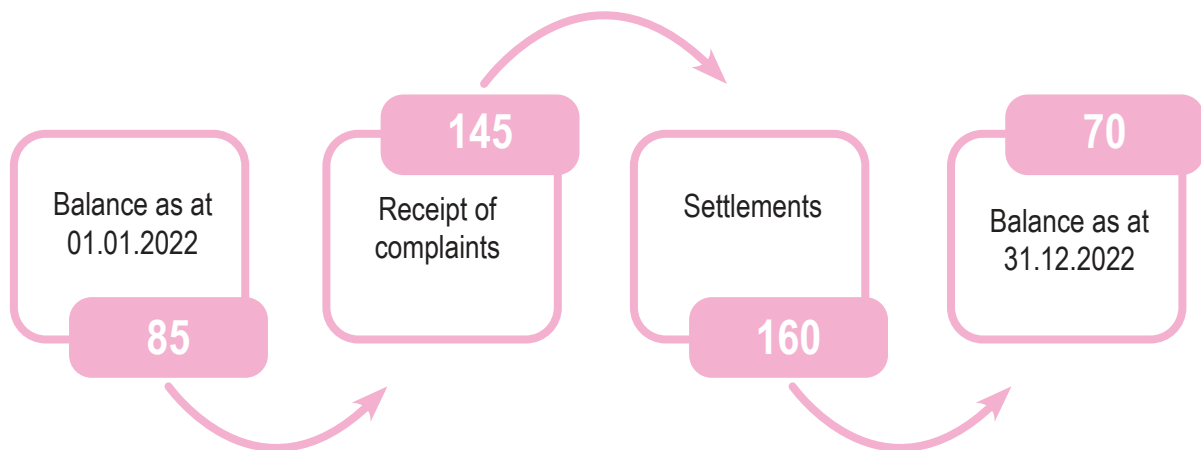 Balance as at
01.01.2022
85
145
Receipt of
complaints
Settlements
160
70
Balance as at
31.12.2022